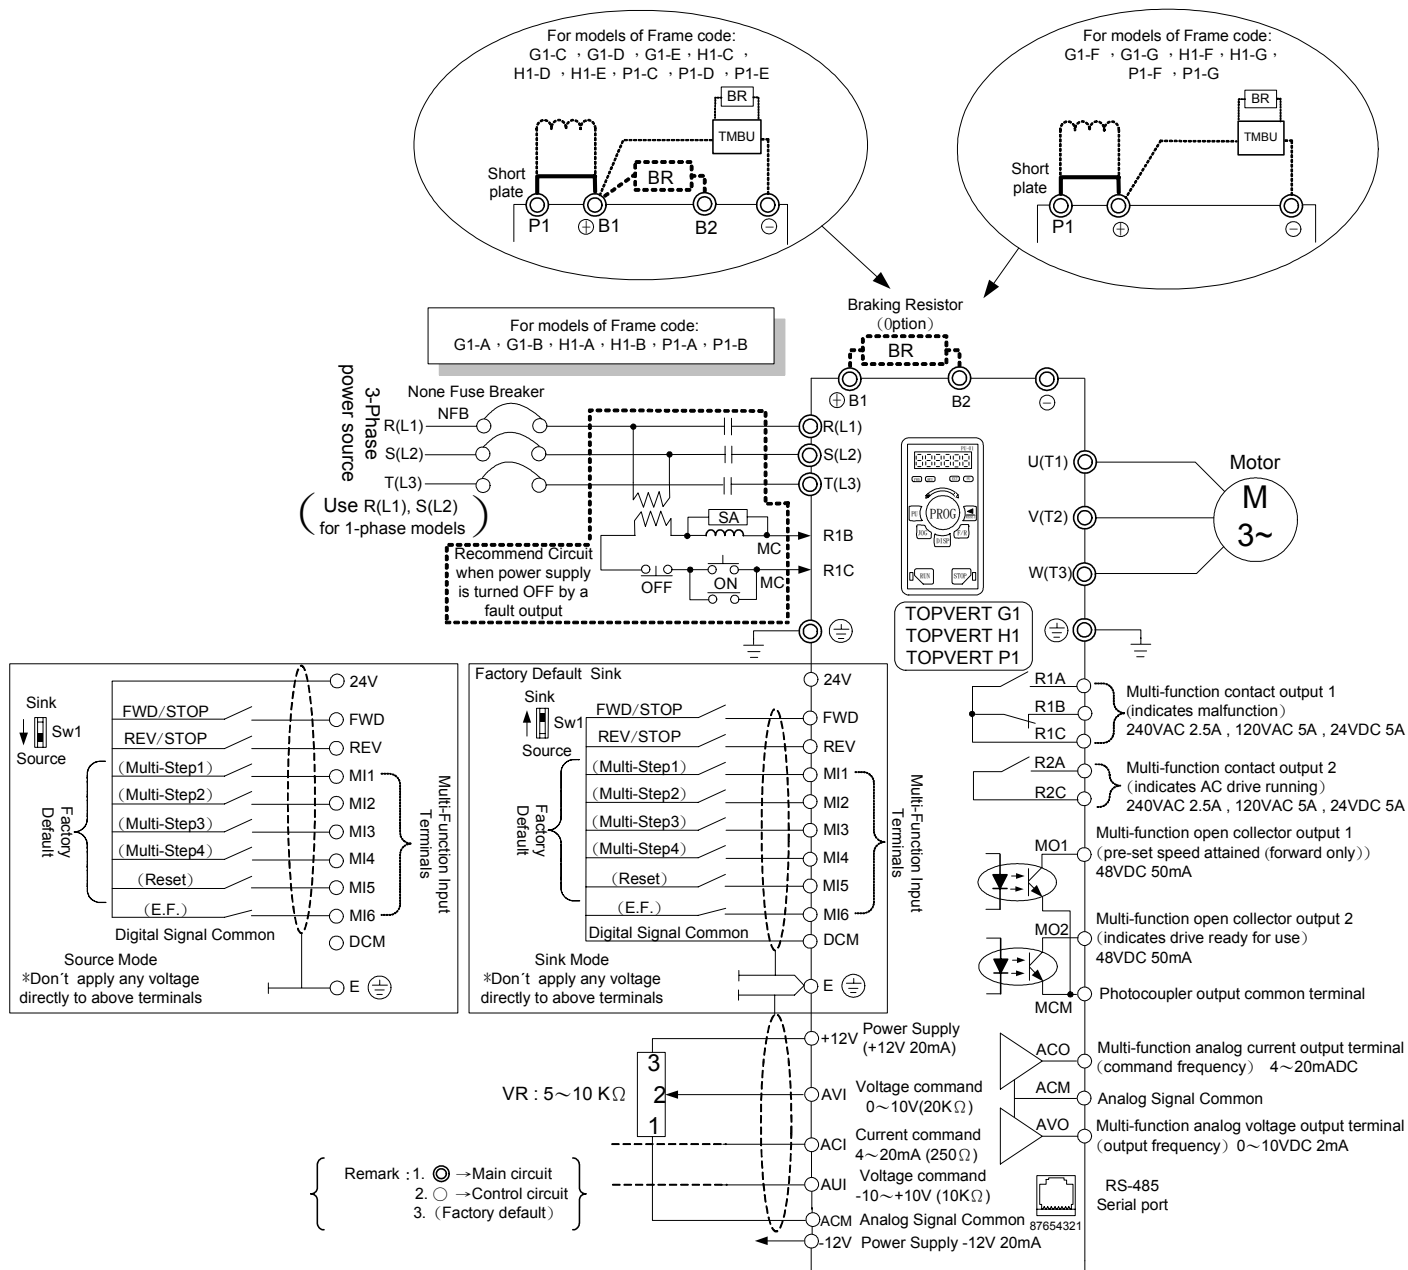 For models of Frame code:
G1-C , G1-D , G1-E , H1-C ,
H1-D , H1-E , P1-C , P1-D , P1-E
BR
TMBU
Short
plate
BR
P1
⊕ B1
B2
⊖
For models of Frame code:
G1-F , G1-G , H1-F , H1-G ,
P1-F , P1-G
BR
TMBU
Short
plate
P1
⊕
⊖
Braking Resistor
(0ption)
BR
⊕ B1
B2
⊖
For models of Frame code:
G1-A , G1-B , H1-A , H1-B , P1-A , P1-B
3-Phase
power source
None Fuse Breaker
NFB
R(L1)
S(L2)
T(L3)
(Use R(L1), S(L2)
for 1-phase models)
R(L1)
S(L2)
T(L3)
SA
MC
R1B
MC
R1C
OFF
ON
Recommend Circuit
when power supply
is turned OFF by a
fault output
PU-01
PROG
PU
JOG
DISP
F/R
RUN
STOP
TOPVERT G1
TOPVERT H1
TOPVERT P1
U(T1)
V(T2)
W(T3)
Motor
M
3~
Sink
Sw1
Source
24V
FWD/STOP
FWD
REV/STOP
REV
(Multi-Step1)
MI1
(Multi-Step2)
MI2
(Multi-Step3)
MI3
(Multi-Step4)
MI4
(Reset)
MI5
(E.F.)
MI6
Digital Signal Common
DCM
Factory
Default
Multi-Function Input
Terminals
Source Mode
*Don't apply any voltage
directly to above terminals
E
Factory Default Sink
Sink
Sw1
Source
24V
FWD/STOP
FWD
REV/STOP
REV
(Multi-Step1)
MI1
(Multi-Step2)
MI2
(Multi-Step3)
MI3
(Multi-Step4)
MI4
(Reset)
MI5
(E.F.)
MI6
Digital Signal Common
DCM
Factory
Default
Multi-Function Input
Terminals
Sink Mode
*Don't apply any voltage
directly to above terminals
E
R1A
R1B
R1C
Multi-function contact output 1
(indicates malfunction)
240VAC 2.5A , 120VAC 5A , 24VDC 5A
R2A
R2C
Multi-function contact output 2
(indicates AC drive running)
240VAC 2.5A , 120VAC 5A , 24VDC 5A
MO1
Multi-function open collector output 1
(pre-set speed attained (forward only))
48VDC 50mA
MO2
Multi-function open collector output 2
(indicates drive ready for use)
48VDC 50mA
MCM
Photocoupler output common terminal
ACO
Multi-function analog current output terminal
(command frequency) 4~20mADC
ACM
Analog Signal Common
AVO
Multi-function analog voltage output terminal
(output frequency) 0~10VDC 2mA
RS-485
Serial port
87654321
VR : 5~10 KΩ
3
2
1
+12V
Power Supply
(+12V 20mA)
AVI
Voltage command
0~10V(20KΩ)
ACI
Current command
4~20mA (250Ω)
AUI
Voltage command
-10~+10V (10KΩ)
ACM
Analog Signal Common
-12V
Power Supply -12V 20mA
Remark : 1. ◎ →Main circuit
2. ○ →Control circuit
3. (Factory default)